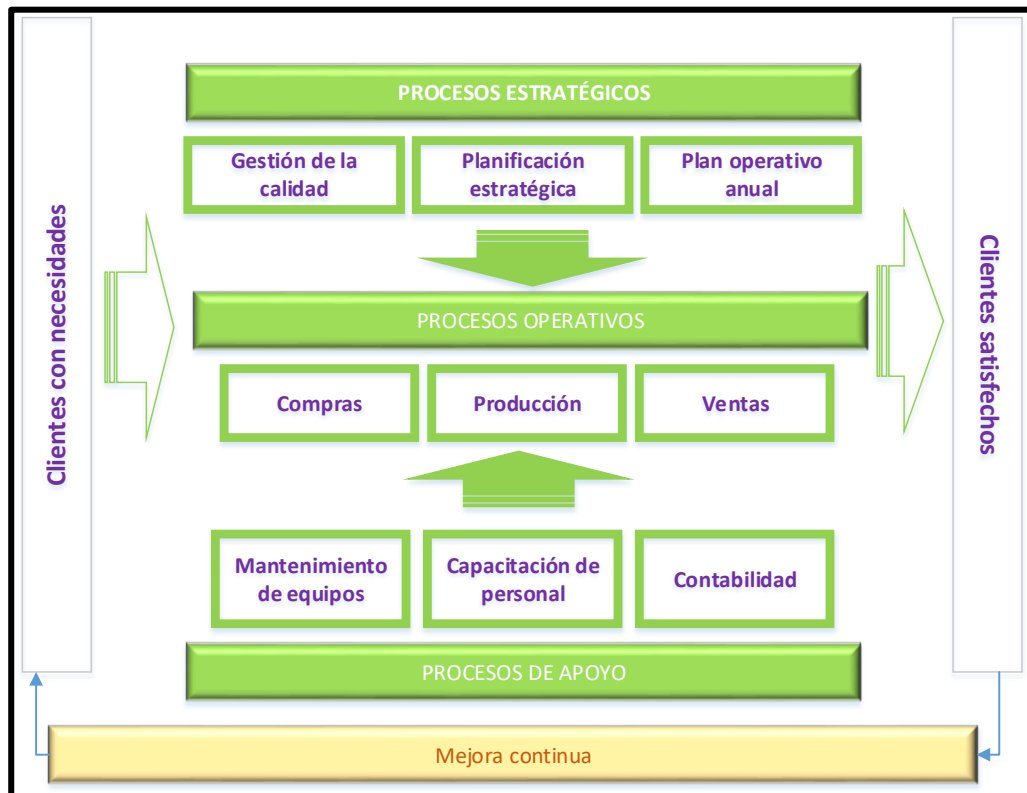 PROCESOS ESTRATÉGICOS
Gestión de la
calidad
Planificación
estratégica
Plan operativo
anual
Clientes con necesidades
PROCESOS OPERATIVOS
Clientes satisfechos
Compras
Producción
Ventas
Mantenimiento
de equipos
Capacitación de
personal
Contabilidad
PROCESOS DE APOYO
Mejora continua